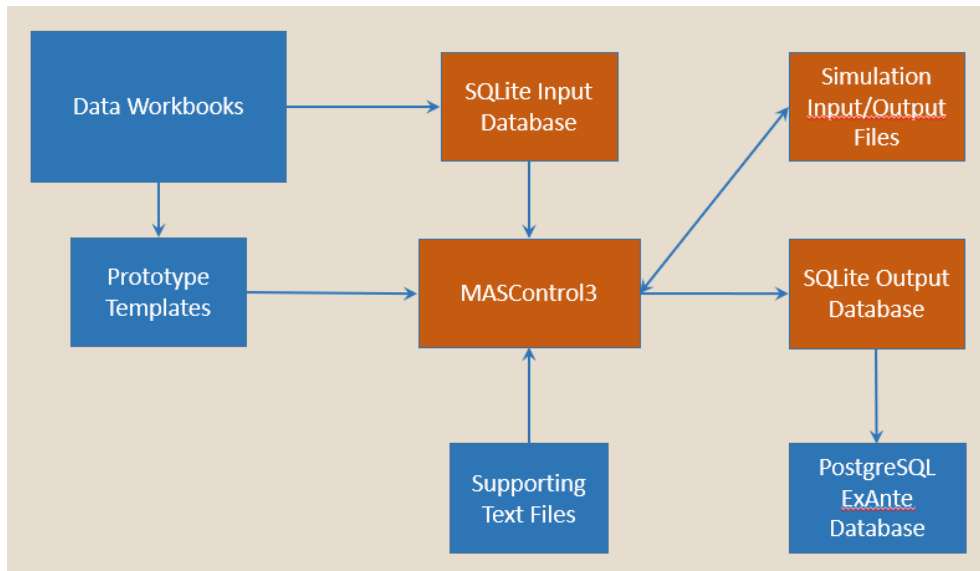 Data Workbooks
SQLite Input
Database
Simulation
Input/Output
Files
Prototype
Templates
MASControl3
SQLite Output
Database
Supporting
Text Files
PostgreSQL
ExAnte
Database